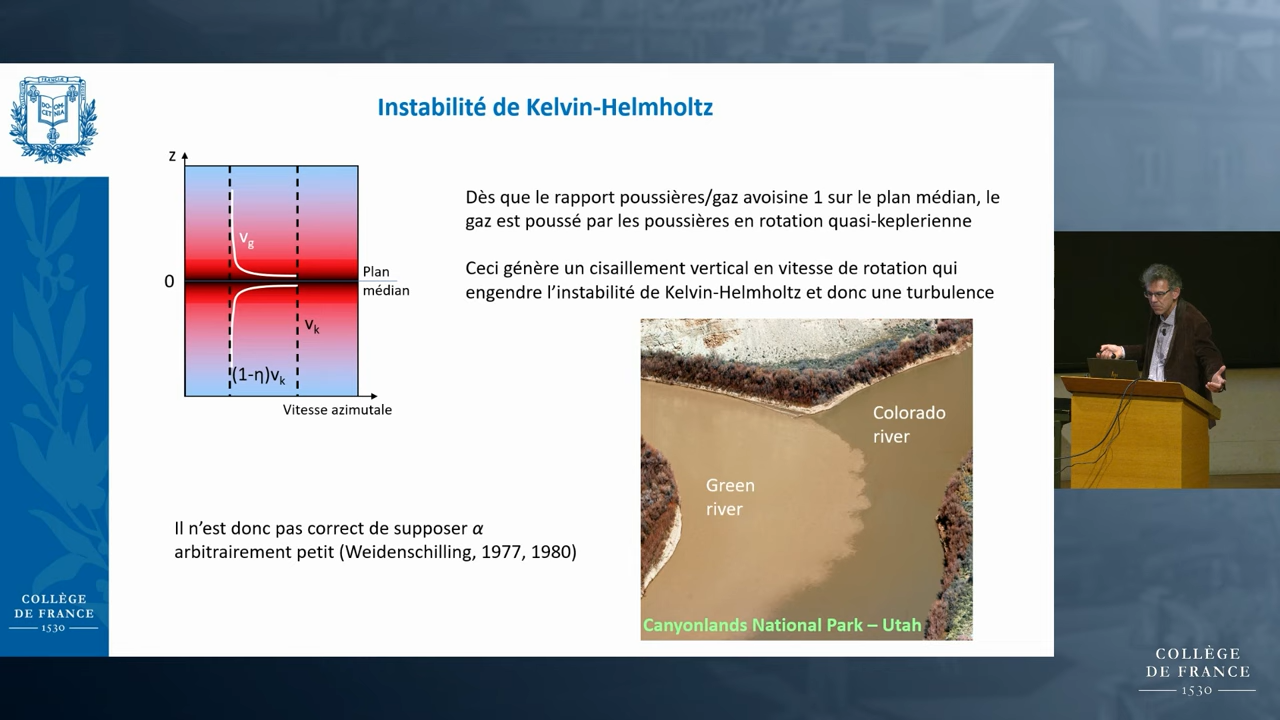 Instabilité de Kelvin-Helmholtz
z
vg
0
Plan
médian
vk
(1-η)vk
Vitesse azimutale
Dès que le rapport poussières/gaz avoisine 1 sur le plan médian, le
gaz est poussé par les poussières en rotation quasi-keplerienne
Ceci génère un cisaillement vertical en vitesse de rotation qui
engendre l’instabilité de Kelvin-Helmholtz et donc une turbulence
Colorado
river
Green
river
Canyonlands National Park – Utah
Il n’est donc pas correct de supposer α
arbitrairement petit (Weidenschilling, 1977, 1980)
COLLÈGE
DE FRANCE
1530
COLLÈGE
DE FRANCE
1530